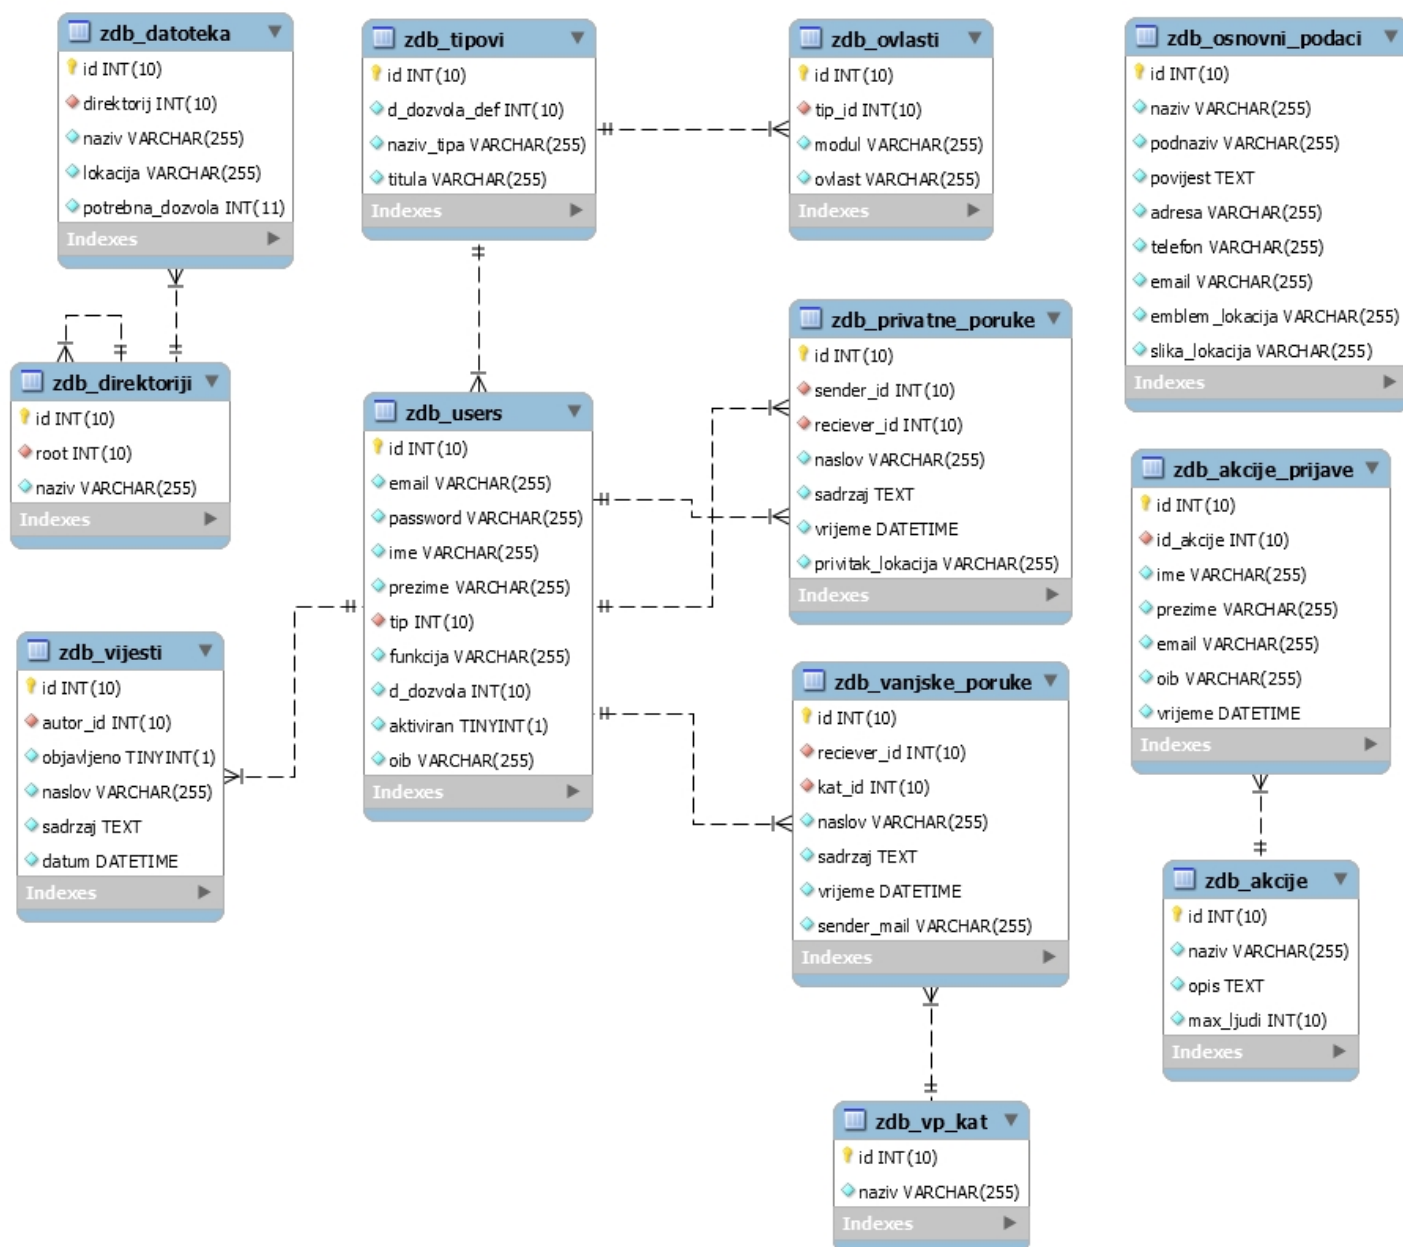 zdb_datoteka
id INT(10)
direktorij INT(10)
naziv VARCHAR(255)
lokacija VARCHAR(255)
potrebna_dozvola INT(11)
Indexes
zdb_tipovi
id INT(10)
d_dozvola_def INT(10)
naziv_tipa VARCHAR(255)
titula VARCHAR(255)
Indexes
zdb_ovlasti
id INT(10)
tip_id INT(10)
modul VARCHAR(255)
ovlast VARCHAR(255)
Indexes
zdb_osnovni_podaci
id INT(10)
naziv VARCHAR(255)
podnaziv VARCHAR(255)
povijest TEXT
adresa VARCHAR(255)
telefon VARCHAR(255)
email VARCHAR(255)
emblem_lokacija VARCHAR(255)
slika_lokacija VARCHAR(255)
Indexes
zdb_direktoriji
id INT(10)
root INT(10)
naziv VARCHAR(255)
Indexes
zdb_users
id INT(10)
email VARCHAR(255)
password VARCHAR(255)
ime VARCHAR(255)
prezime VARCHAR(255)
tip INT(10)
funkcija VARCHAR(255)
d_dozvola INT(10)
aktiviran TINYINT(1)
oib VARCHAR(255)
Indexes
zdb_privatne_poruke
id INT(10)
sender_id INT(10)
reciever_id INT(10)
naslov VARCHAR(255)
sadrzaj TEXT
vrijeme DATETIME
privitak_lokacija VARCHAR(255)
Indexes
zdb_akcije_prijave
id INT(10)
id_akcije INT(10)
ime VARCHAR(255)
prezime VARCHAR(255)
email VARCHAR(255)
oib VARCHAR(255)
vrijeme DATETIME
Indexes
zdb_vijesti
id INT(10)
autor_id INT(10)
objavljeno TINYINT(1)
naslov VARCHAR(255)
sadrzaj TEXT
datum DATETIME
Indexes
zdb_vanjske_poruke
id INT(10)
reciever_id INT(10)
kat_id INT(10)
naslov VARCHAR(255)
sadrzaj TEXT
vrijeme DATETIME
sender_mail VARCHAR(255)
Indexes
zdb_akcije
id INT(10)
naziv VARCHAR(255)
opis TEXT
max_ljudi INT(10)
Indexes
zdb_vp_kat
id INT(10)
naziv VARCHAR(255)
Indexes